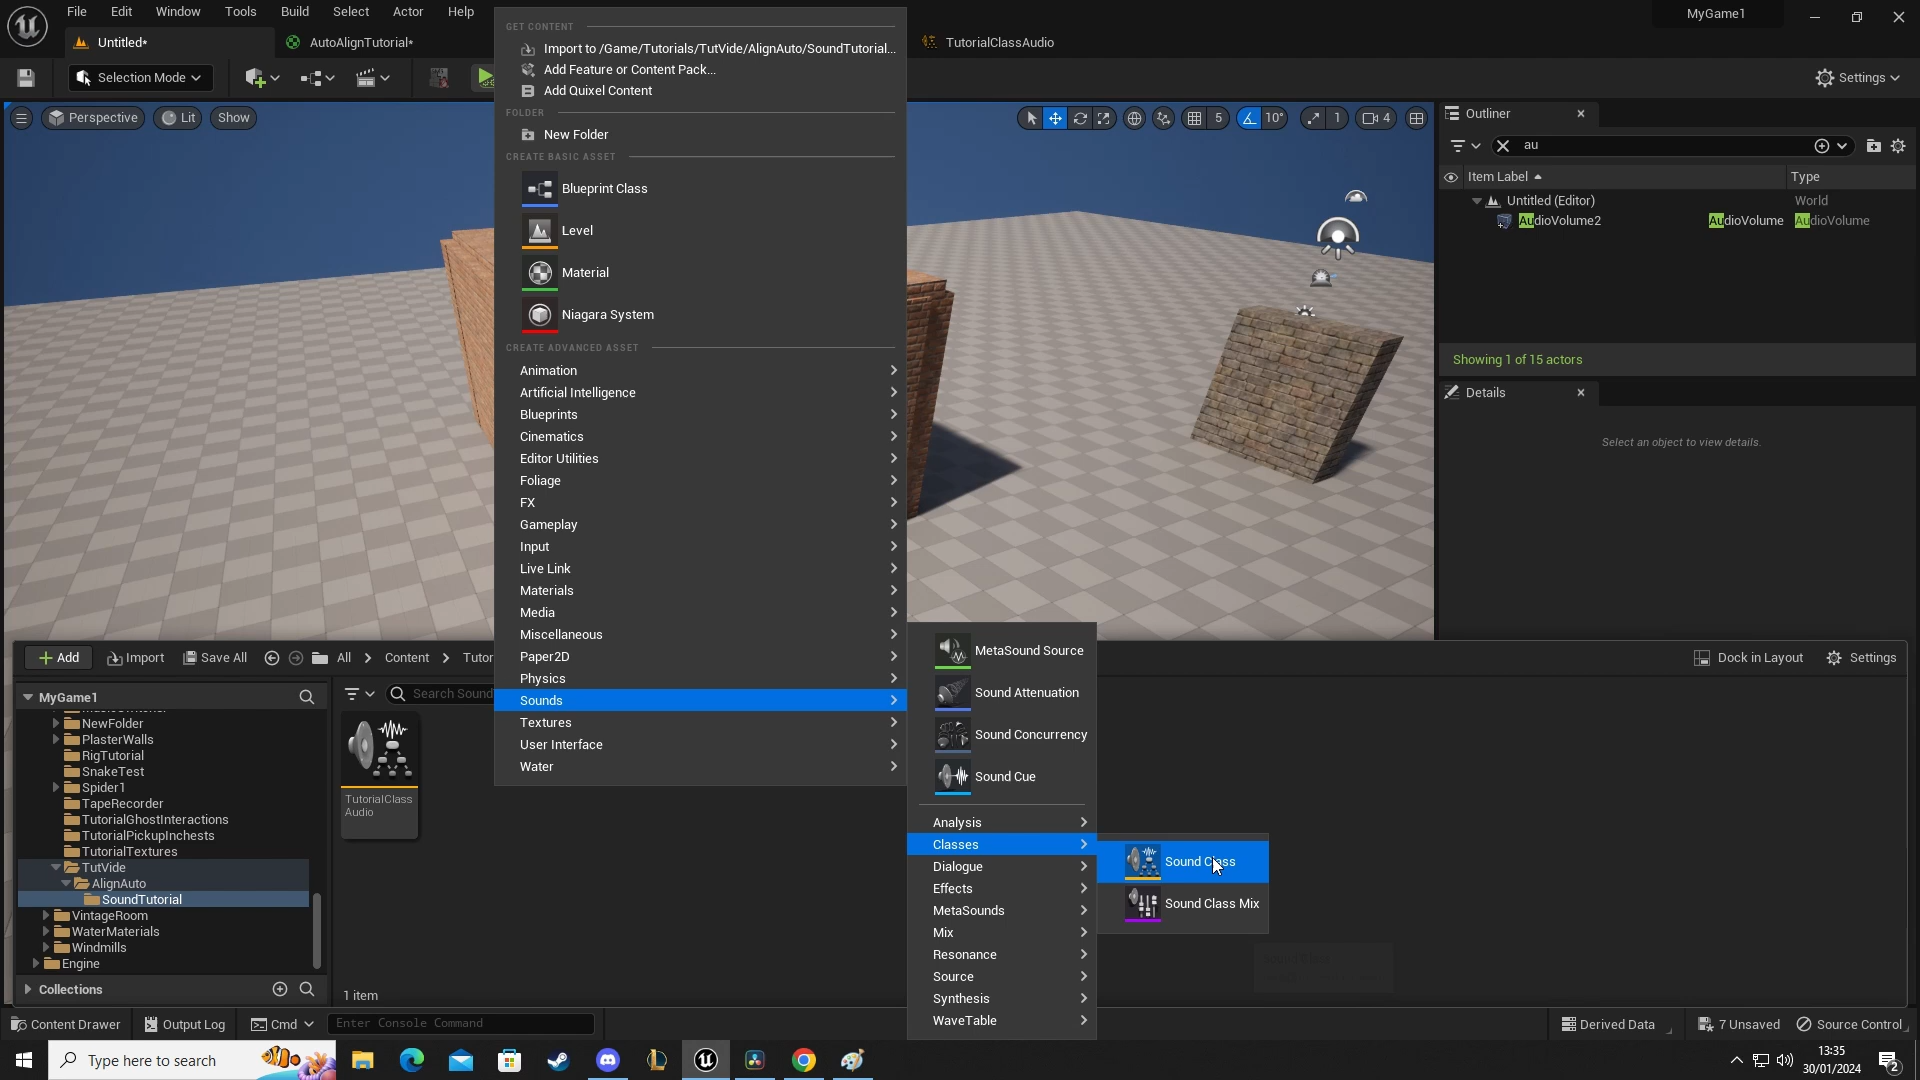 File Edit Window Tools Build Select Actor Help
MyGame1
Untitled*
AutoAlignTutorial*
TutorialClassAudio
Selection Mode
Settings
Perspective
Lit
Show
5
10°
1
4
GET CONTENT
Import to /Game/Tutorials/TutVide/AlignAuto/SoundTutorial...
Add Feature or Content Pack...
Add Quixel Content
FOLDER
New Folder
CREATE BASIC ASSET
Blueprint Class
Level
Material
Niagara System
CREATE ADVANCED ASSET
Animation
Artificial Intelligence
Blueprints
Cinematics
Editor Utilities
Foliage
FX
Gameplay
Input
Live Link
Materials
Media
Miscellaneous
Paper2D
Physics
Sounds
Textures
User Interface
Water
MetaSound Source
Sound Attenuation
Sound Concurrency
Sound Cue
Analysis
Classes
Dialogue
Effects
MetaSounds
Mix
Resonance
Source
Synthesis
WaveTable
Sound Class
Sound Class Mix
Outliner
au
Item Label
Type
Untitled (Editor)
World
AudioVolume2
AudioVolume
AudioVolume
Showing 1 of 15 actors
Details
Select an object to view details.
Add
Import
Save All
All
Content
Tutor
Dock in Layout
Settings
MyGame1
Search Sound
NewFolder
PlasterWalls
RigTutorial
SnakeTest
Spider1
TapeRecorder
TutorialGhostInteractions
TutorialPickupInchests
TutorialTextures
TutVide
AlignAuto
SoundTutorial
VintageRoom
WaterMaterials
Windmills
Engine
Collections
TutorialClass
Audio
1 item
Content Drawer
Output Log
Cmd
Enter Console Command
Derived Data
7 Unsaved
Source Control
Type here to search
13:35
30/01/2024
2